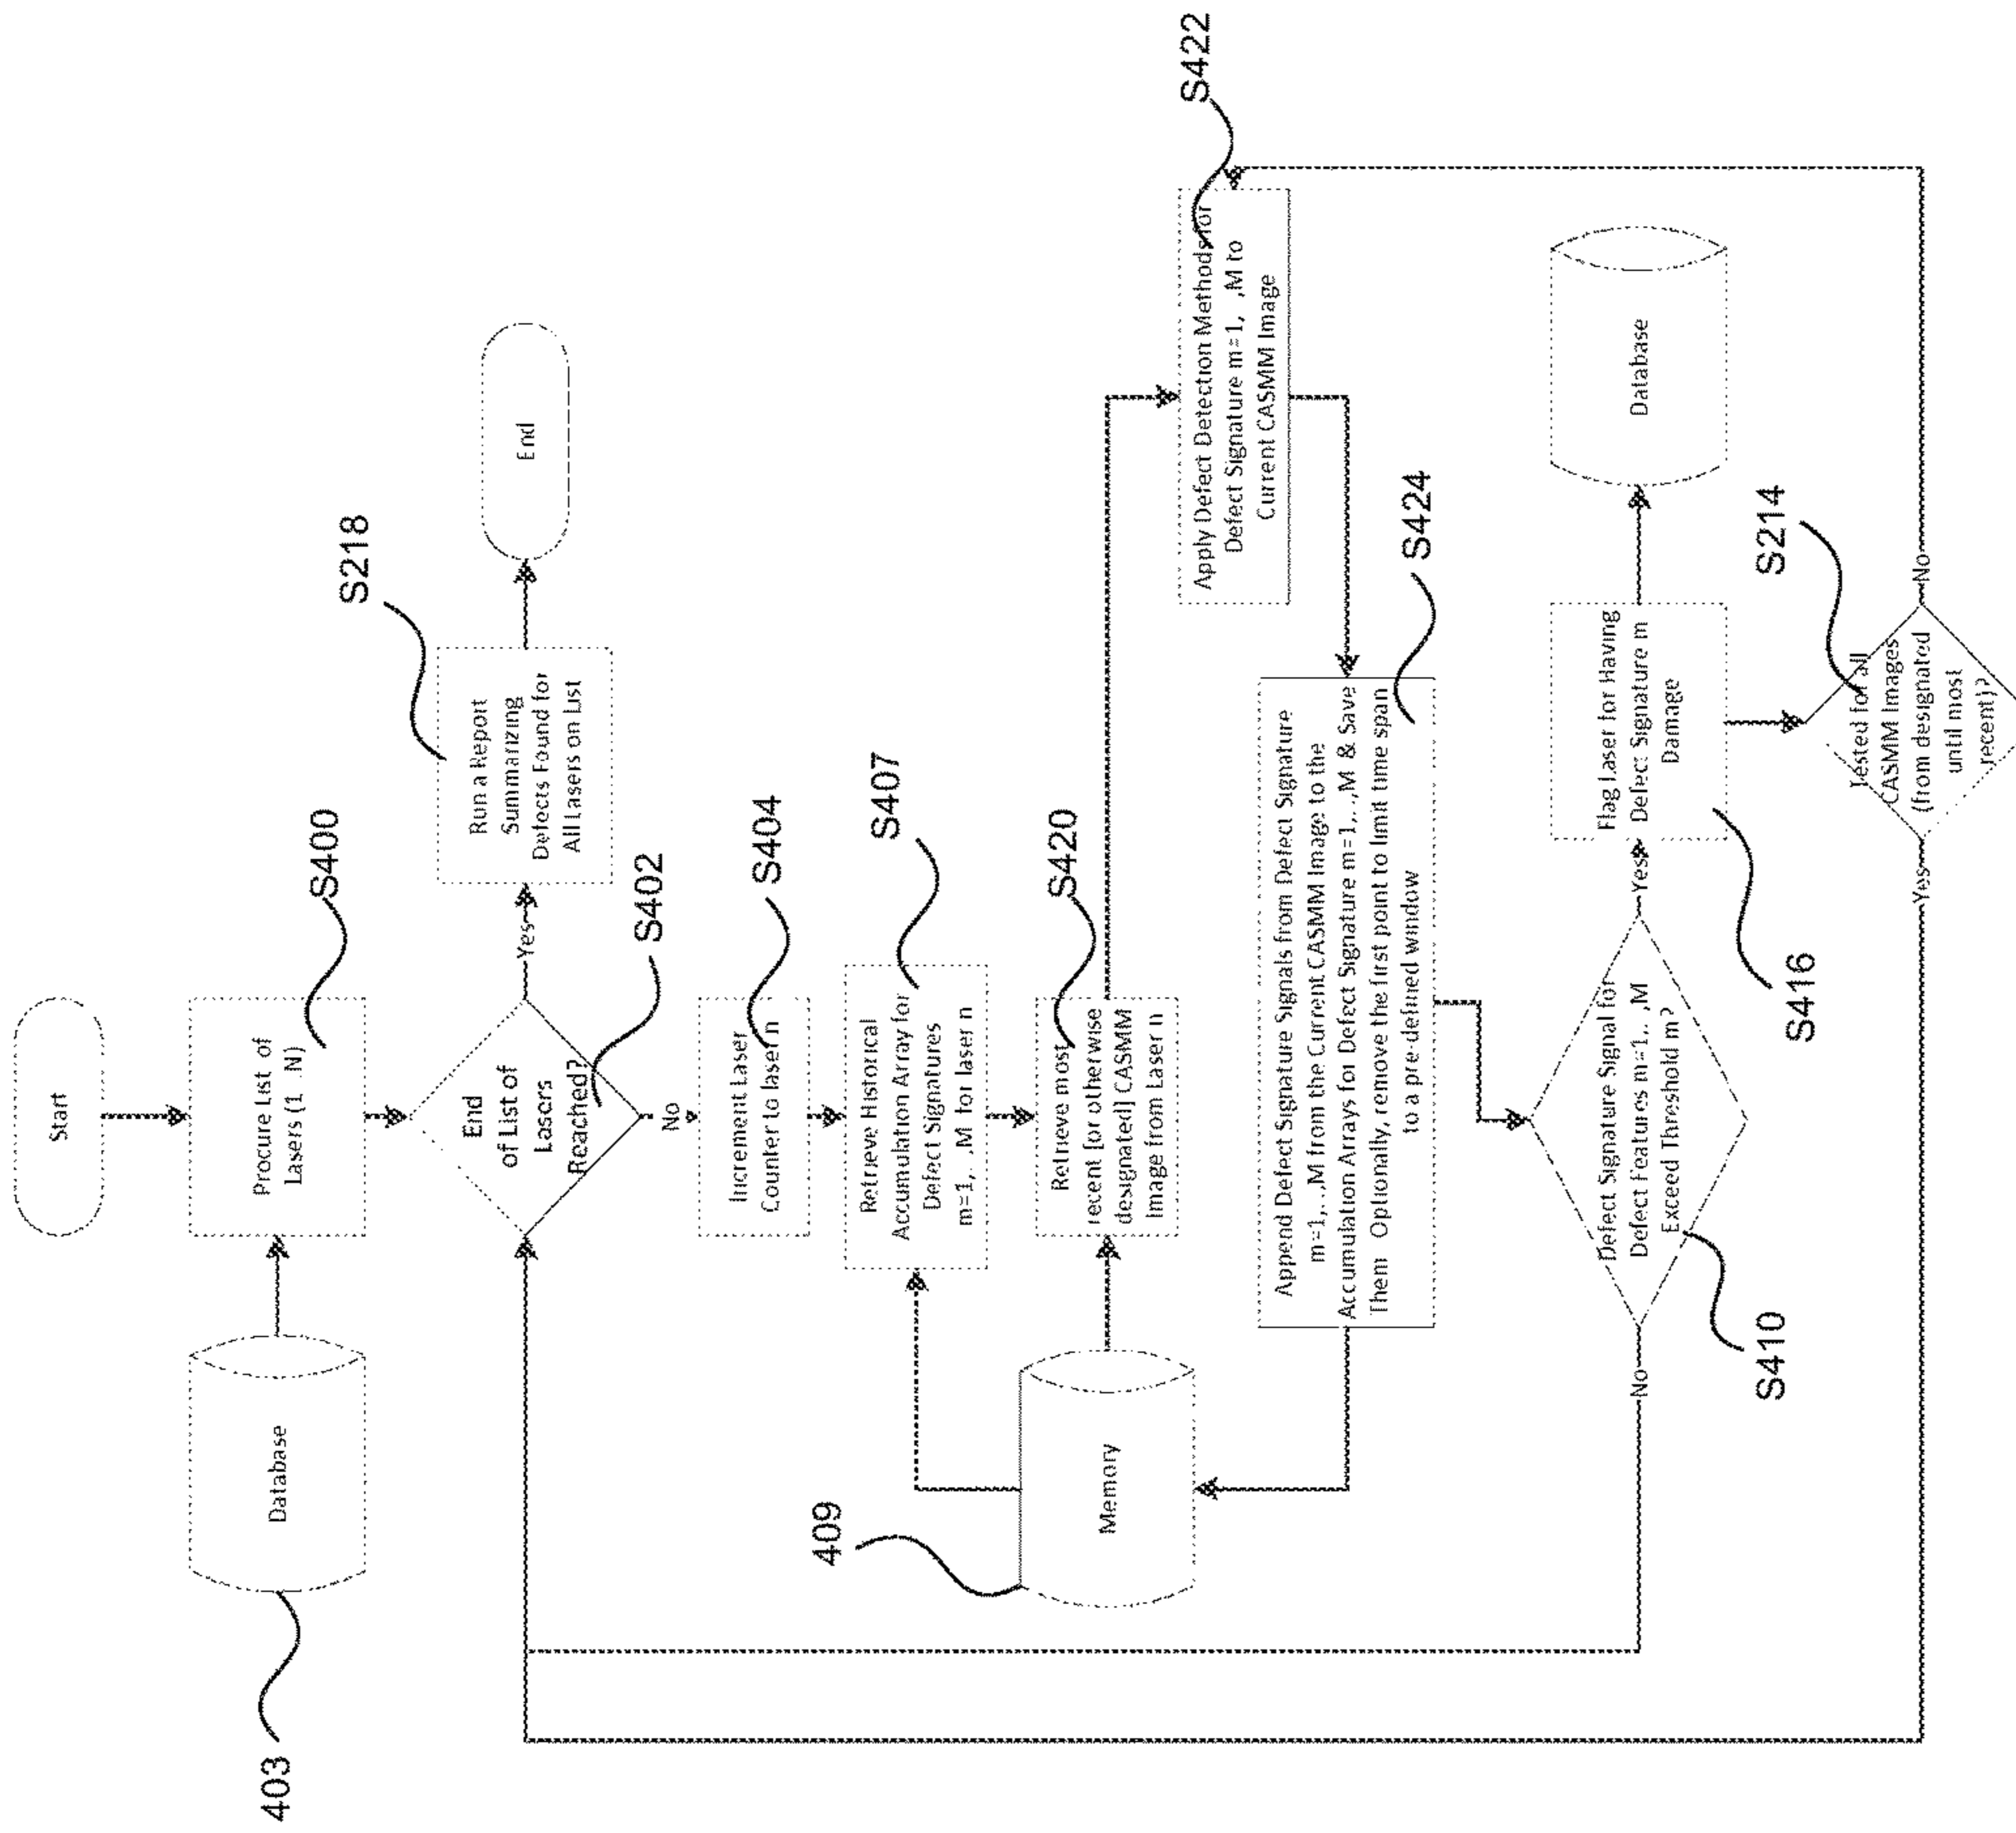 Start
Procure List of
Lasers (1 . N)
S400
Database
403
End
of List of
Lasers
Reached?
S402
Yes
Run a Report
Summarizing
Defects Found for
All Lasers on List
S218
End
No
Increment Laser
Counter to laser n
S404
Retrieve Historical
Accumulation Array for
Defect Signatures
m=1,. .,M for laser n
S407
Retrieve most
recent [or otherwise
designated] CASMM
Image from Laser n
S420
Memory
409
Apply Defect Detection Methods for
Defect Signature m=1, ,M to
Current CASMM Image
S422
Append Defect Signature Signals from Defect Signature
m=1,. .,M from the Current CASMM Image to the
Accumulation Arrays for Defect Signature m=1,. .,M & Save
Them Optionally, remove the first point to limit time span
to a pre-defined window
S424
Defect Signature Signal for
Defect Features m=1,. .,M
Exceed Threshold m?
S410
No
Yes
Flag Laser for Having
Defect Signature m
Damage
S416
Database
Tested for all
CASMM Images
(from designated
until most
recent)?
S214
Yes
No